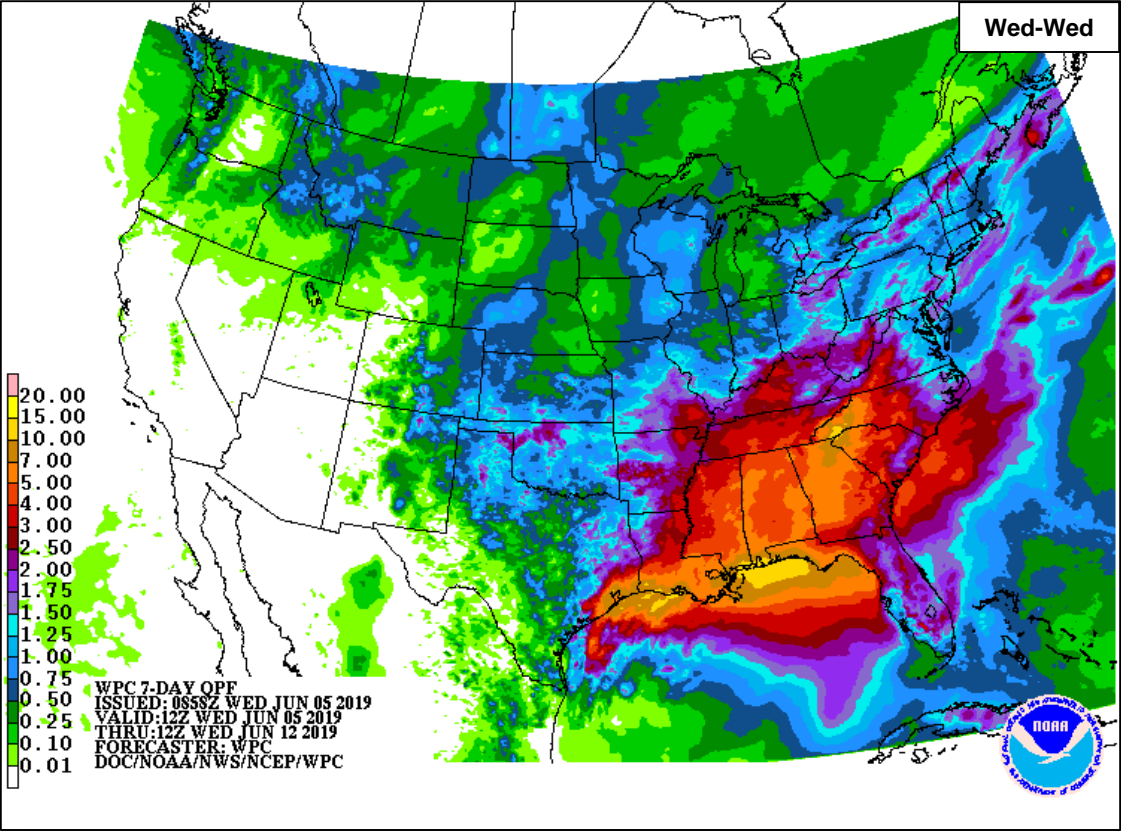 Wed-Wed
20.00
15.00
10.00
7.00
5.00
4.00
3.00
2.50
2.00
1.75
1.50
1.25
1.00
0.75
0.50
0.25
0.10
0.01
WPC 7-DAY QPF
ISSUED: 0858Z WED JUN 05 2019
VALID:12Z WED JUN 05 2019
THRU:12Z WED JUN 12 2019
FORECASTER: WPC
DOC/NOAA/NWS/NCEP/WPC
NOAA